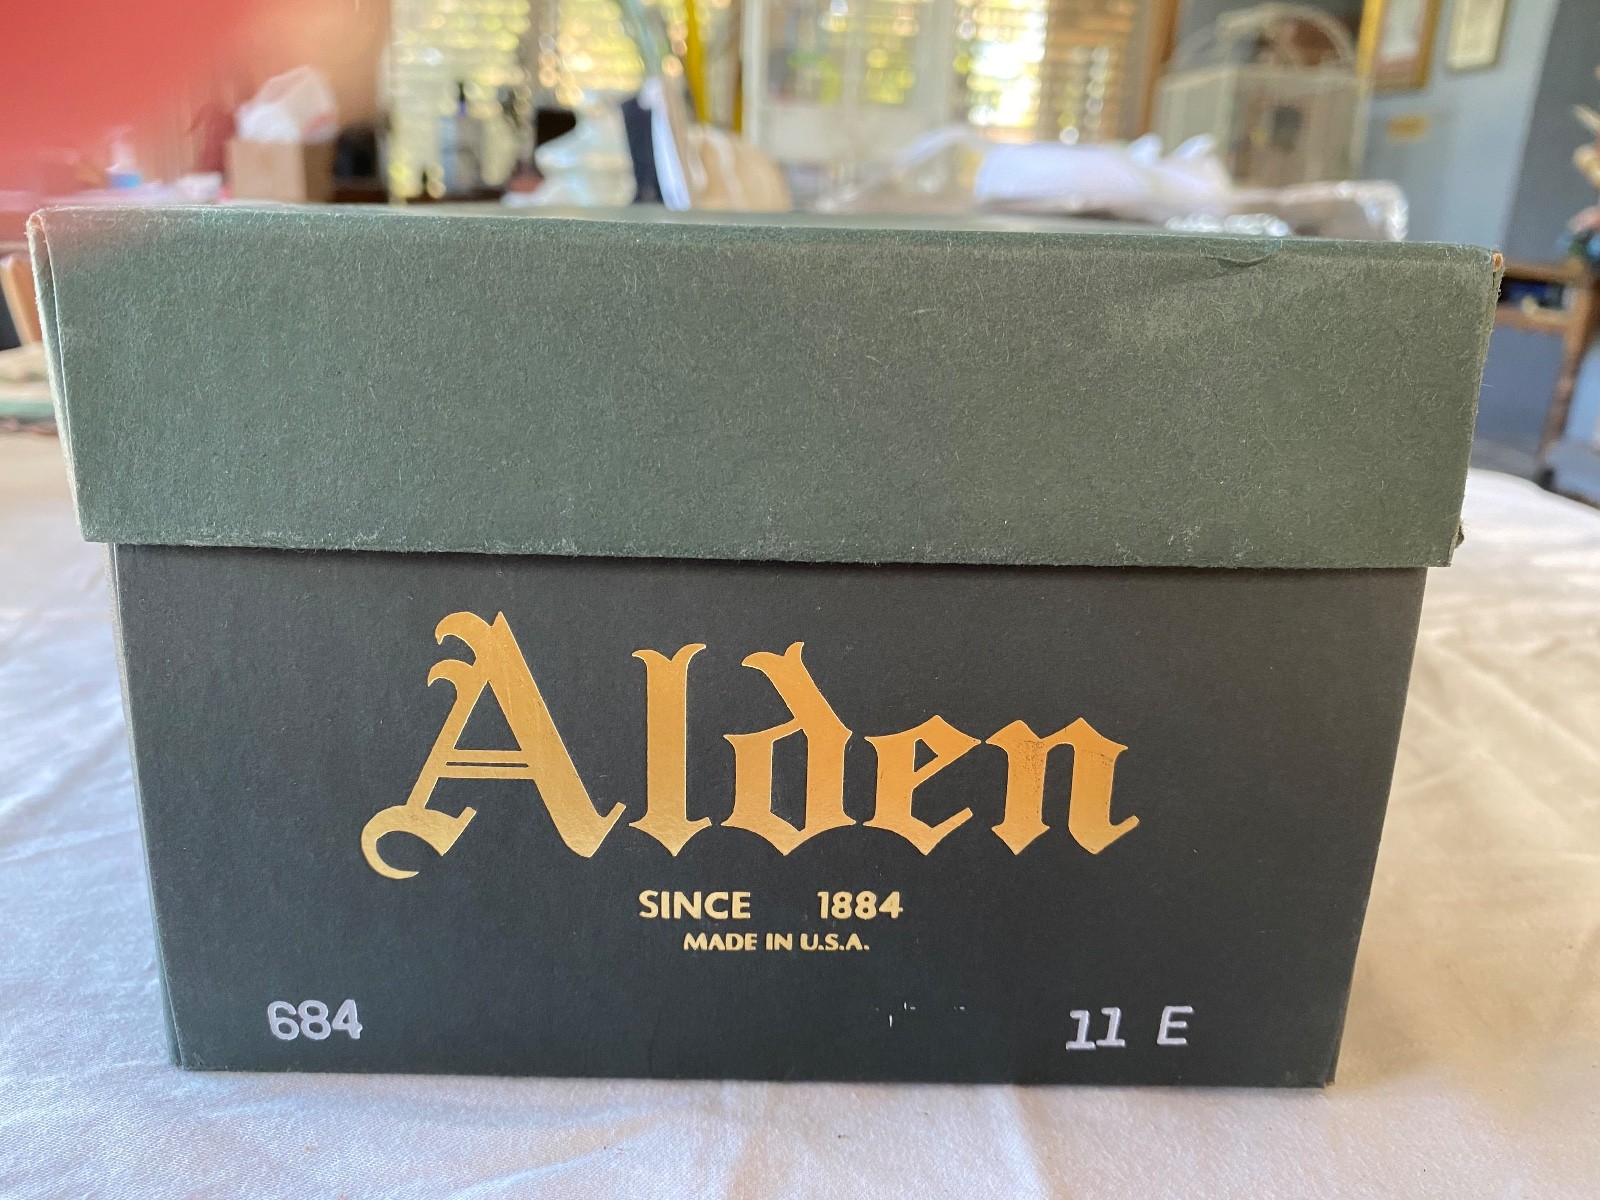 Alden
SINCE 1884
MADE IN U.S.A.
684 11 E